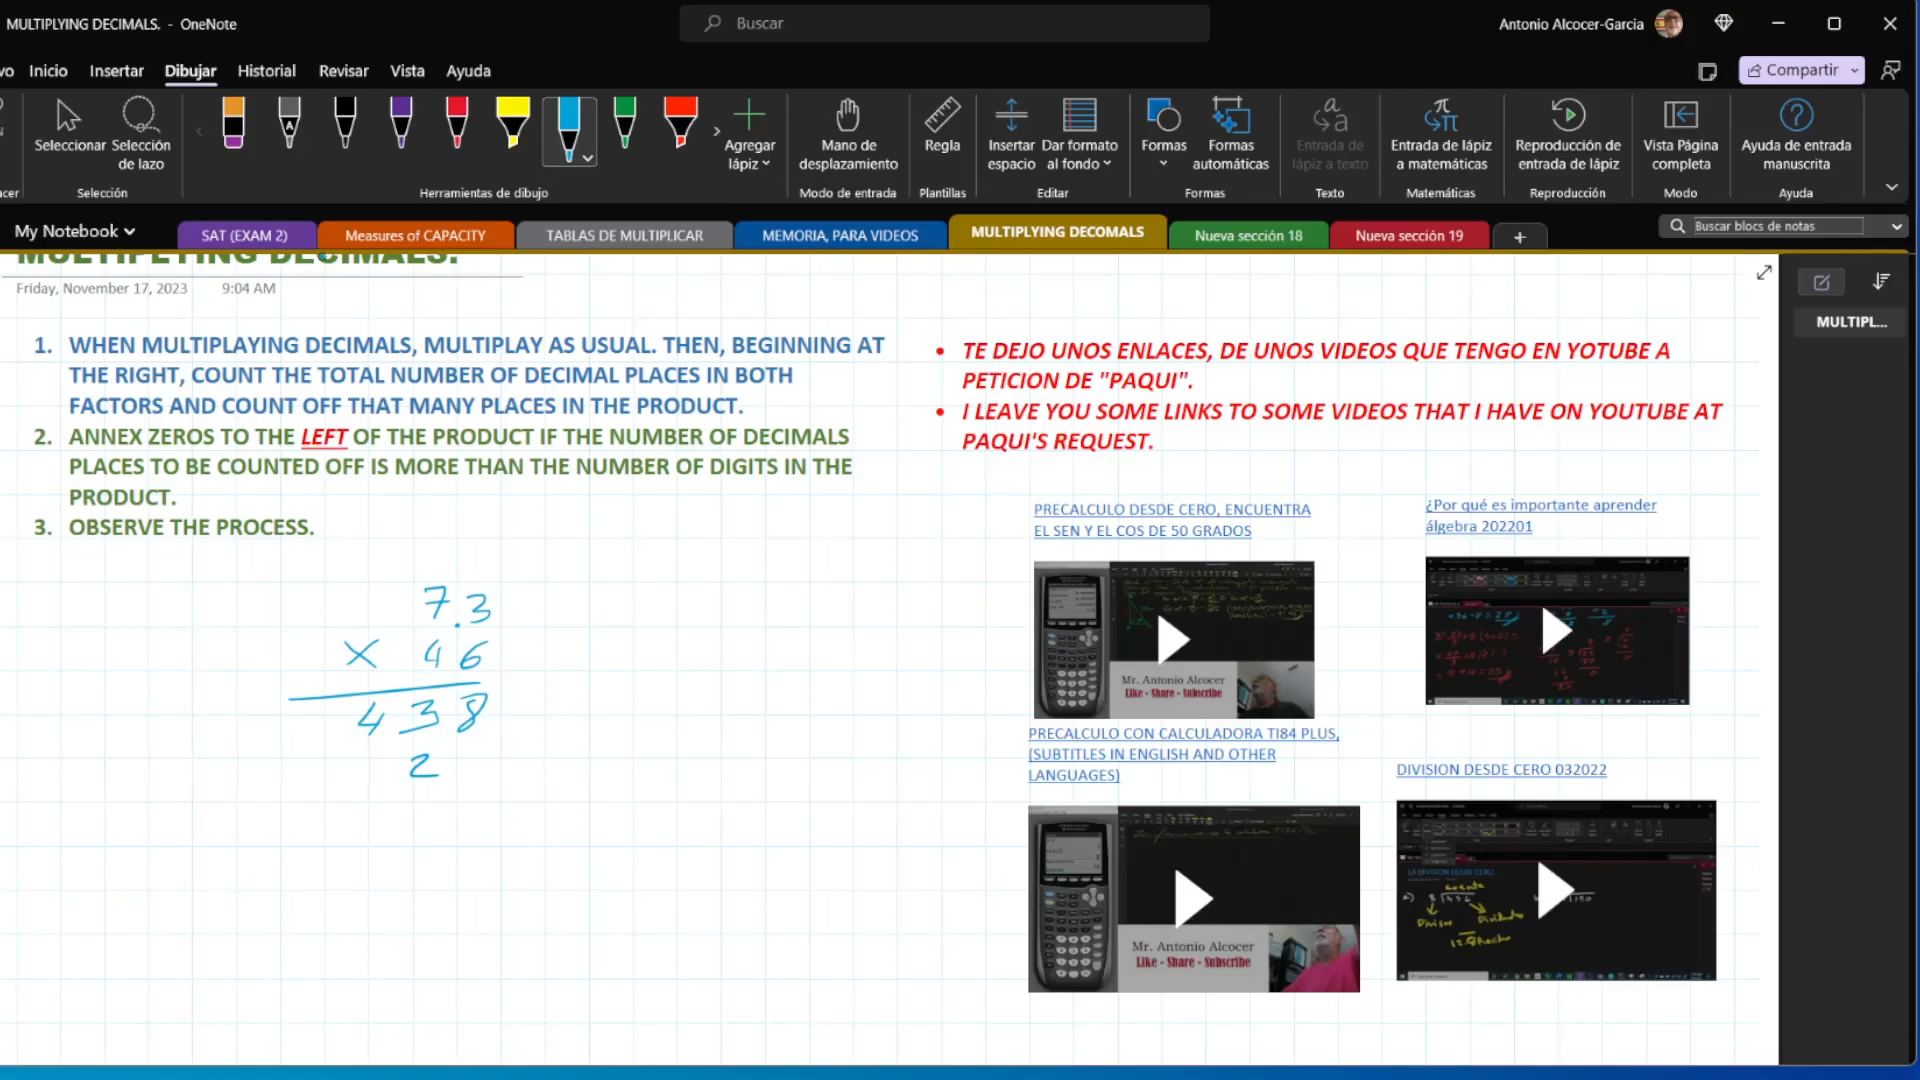 MULTIPLYING DECIMALS. - OneNote
Buscar
Antonio Alcocer-Garcia
vo Inicio Insertar Dibujar Historial Revisar Vista Ayuda
Compartir
Seleccionar
Selección de lazo
Selección
Herramientas de dibujo
Agregar lápiz
Mano de desplazamiento
Modo de entrada
Regla
Plantillas
Insertar espacio
Dar formato al fondo
Editar
Formas
Formas automáticas
Formas
Entrada de lápiz a texto
Texto
Entrada de lápiz a matemáticas
Matemáticas
Reproducción de entrada de lápiz
Reproducción
Vista Página completa
Modo
Ayuda de entrada manuscrita
Ayuda
acer
My Notebook
SAT (EXAM 2)
Measures of CAPACITY
TABLAS DE MULTIPLICAR
MEMORIA, PARA VIDEOS
MULTIPLYING DECOMALS
Nueva sección 18
Nueva sección 19
+
Buscar blocs de notas
MULTIPLYING DECIMALS.
Friday, November 17, 2023 9:04 AM
MULTIPL...
1. WHEN MULTIPLAYING DECIMALS, MULTIPLAY AS USUAL. THEN, BEGINNING AT
THE RIGHT, COUNT THE TOTAL NUMBER OF DECIMAL PLACES IN BOTH
FACTORS AND COUNT OFF THAT MANY PLACES IN THE PRODUCT.
2. ANNEX ZEROS TO THE LEFT OF THE PRODUCT IF THE NUMBER OF DECIMALS
PLACES TO BE COUNTED OFF IS MORE THAN THE NUMBER OF DIGITS IN THE
PRODUCT.
3. OBSERVE THE PROCESS.
7.3
X 46
438
2
• TE DEJO UNOS ENLACES, DE UNOS VIDEOS QUE TENGO EN YOTUBE A
PETICION DE "PAQUI".
• I LEAVE YOU SOME LINKS TO SOME VIDEOS THAT I HAVE ON YOUTUBE AT
PAQUI'S REQUEST.
PRECALCULO DESDE CERO, ENCUENTRA
EL SEN Y EL COS DE 50 GRADOS
Mr. Antonio Alcocer
Like - Share - Subscribe
¿Por qué es importante aprender
álgebra 202201
PRECALCULO CON CALCULADORA TI84 PLUS,
(SUBTITLES IN ENGLISH AND OTHER
LANGUAGES)
Mr. Antonio Alcocer
Like - Share - Subscribe
DIVISION DESDE CERO 032022
LA DIVISION DESDE CERO.
Divisor